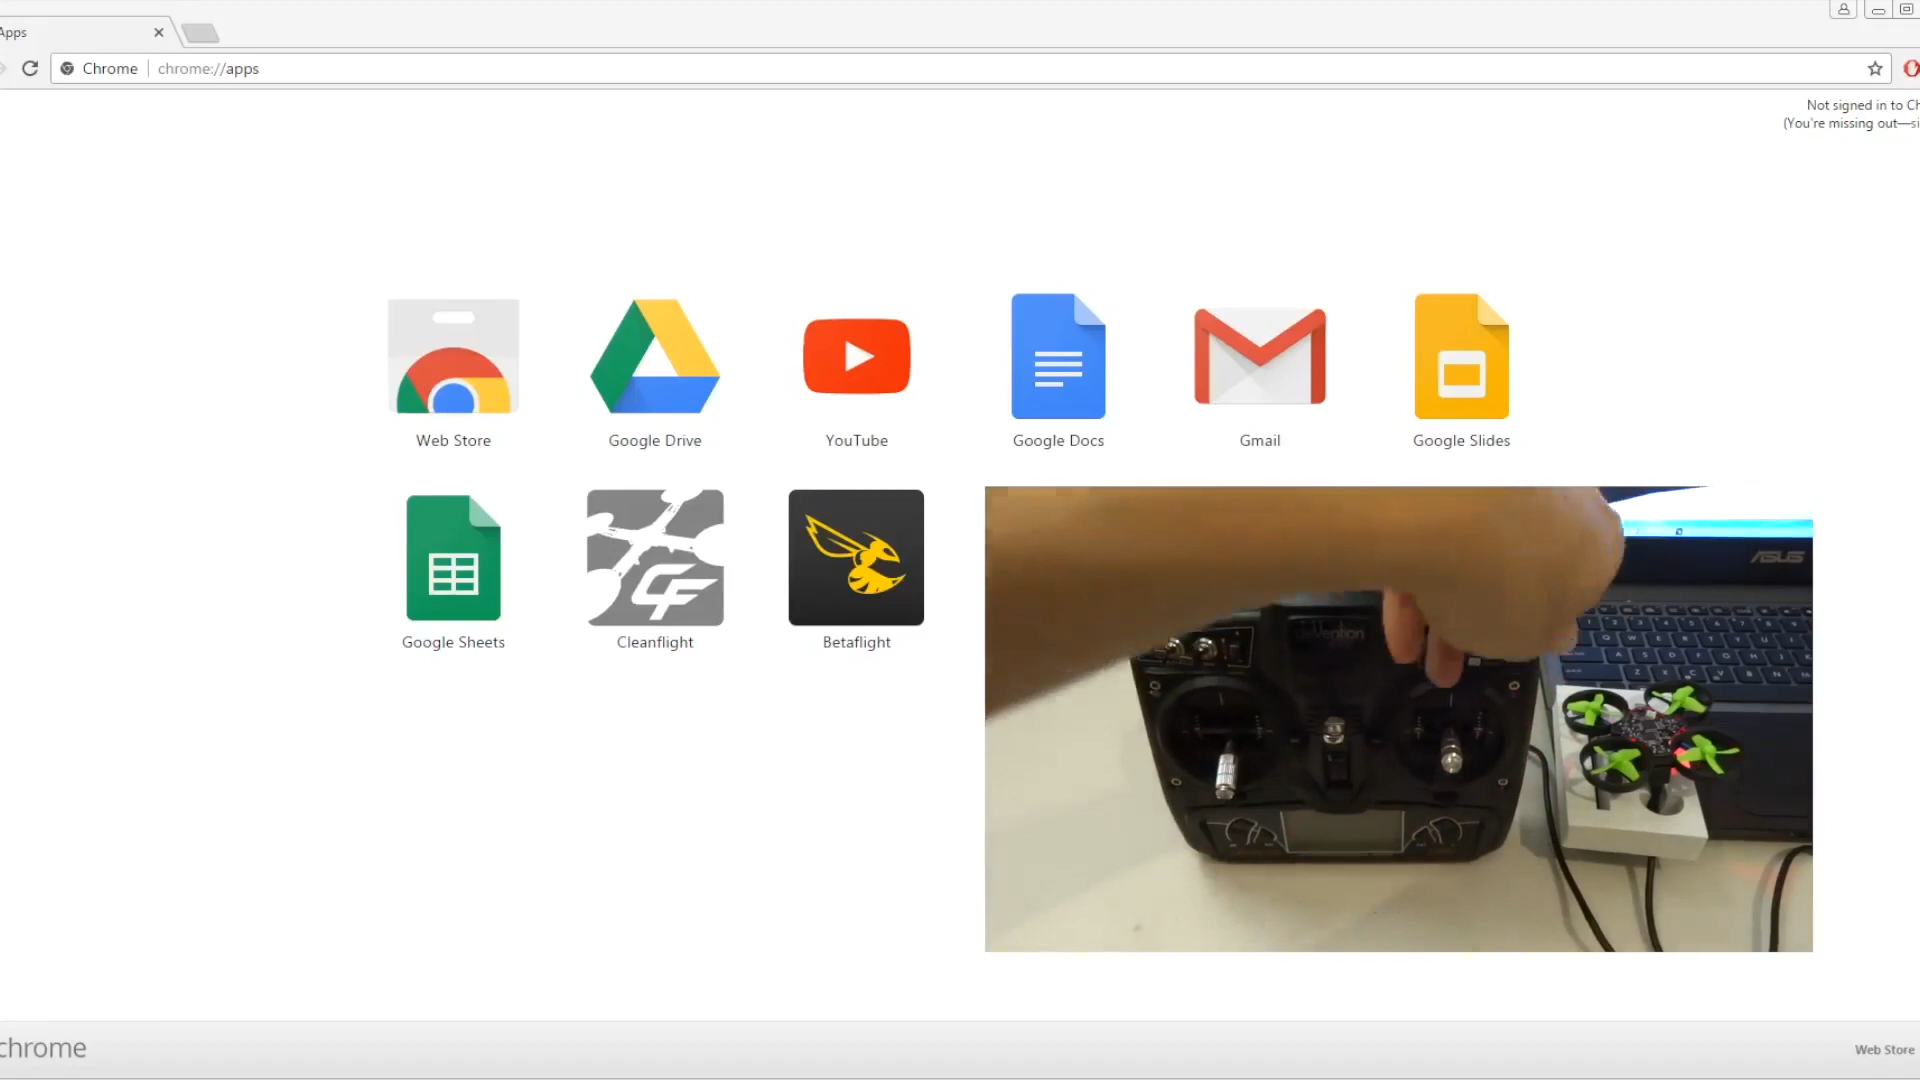 Apps
Chrome chrome://apps
Not signed in to Ch
(You're missing out—si
Web Store
Google Drive
YouTube
Google Docs
Gmail
Google Slides
Google Sheets
Cleanflight
Betaflight
ASUS
chrome
Web Store